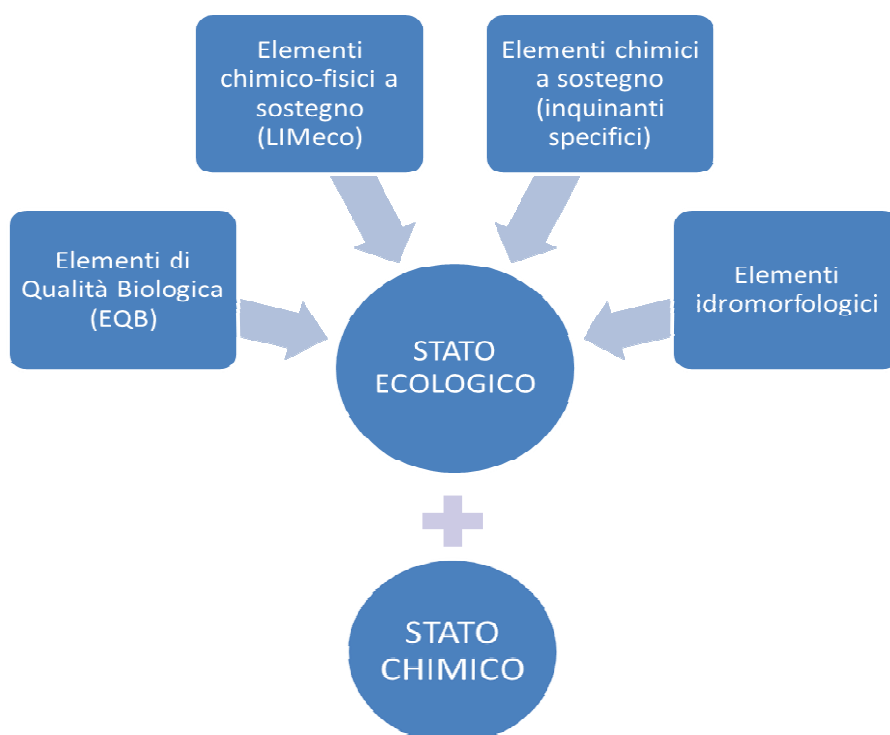 Elementi
chimico-fisici a
sostegno
(LIMeco)
Elementi chimici
a sostegno
(inquinanti
specifici)
Elementi di
Qualità Biologica
(EQB)
Elementi
idromorfologici
STATO
ECOLOGICO
STATO
CHIMICO